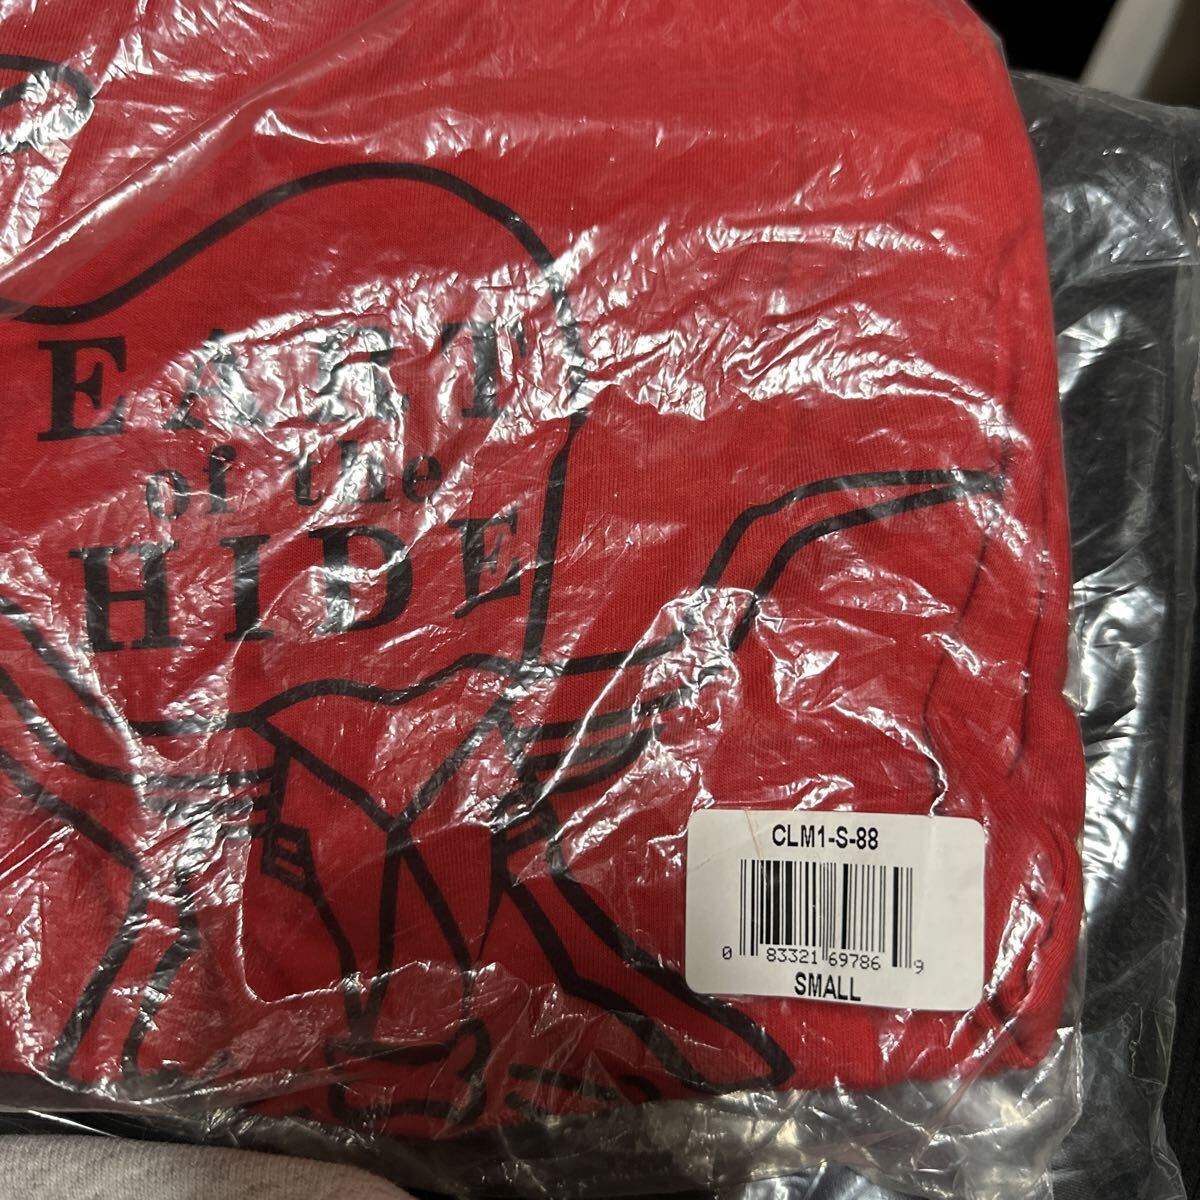 EART
of the
HIDE
CLM1-S-88
0 83321 69786 9
SMALL